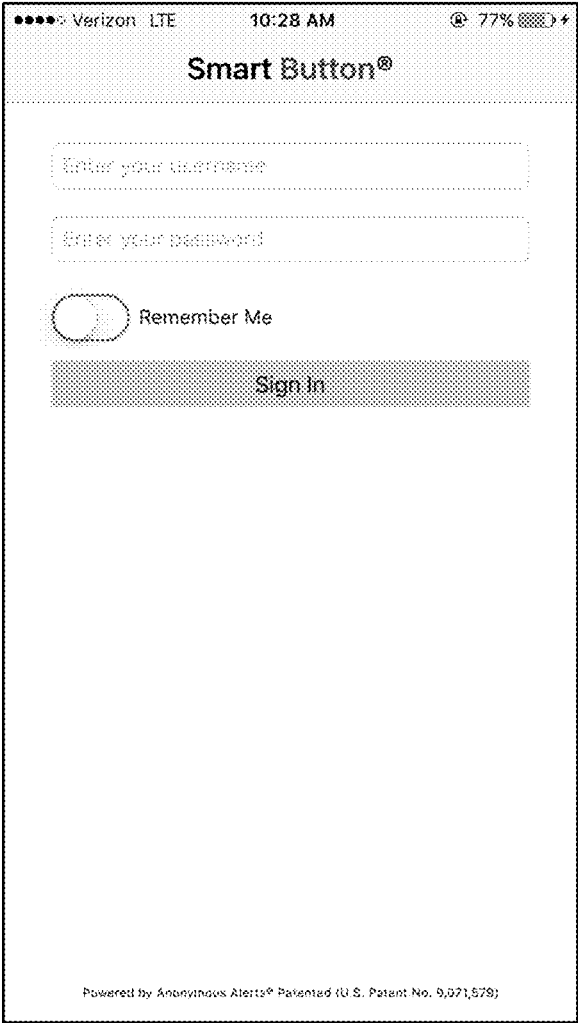 Verizon LTE 10:28 AM 77%
Smart Button®
Enter your username
Enter your password
Remember Me
Sign In
Powered by Anonymous Alerts® Patented (U.S. Patent No. 9,071,579)